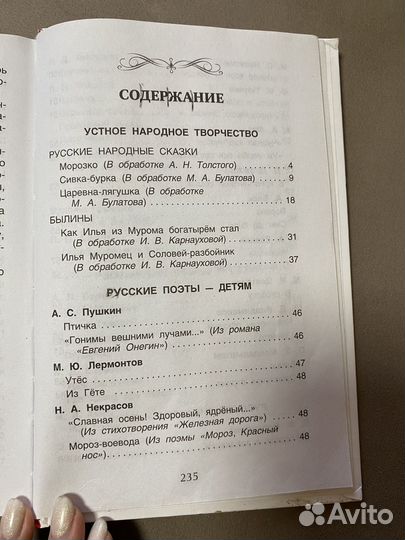 СОДЕРЖАНИЕ
УСТНОЕ НАРОДНОЕ ТВОРЧЕСТВО
РУССКИЕ НАРОДНЫЕ СКАЗКИ
Морозко (В обработке А. Н. Толстого) 4
Сивка-бурка (В обработке М. А. Булатова) 9
Царевна-лягушка (В обработке
М. А. Булатова) 18
БЫЛИНЫ
Как Илья из Мурома богатырём стал
(В обработке И. В. Карнауховой) 31
Илья Муромец и Соловей-разбойник
(В обработке И. В. Карнауховой) 37
РУССКИЕ ПОЭТЫ — ДЕТЯМ
А. С. Пушкин
Птичка 46
«Гонимы вешними лучами...» (Из романа
«Евгений Онегин») 46
М. Ю. Лермонтов
Утёс 47
Из Гёте 48
Н. А. Некрасов
«Славная осень! Здоровый, ядрёный...»
(Из стихотворения «Железная дорога») 48
Мороз-воевода (Из поэмы «Мороз, Красный
нос») 48
235
Avito